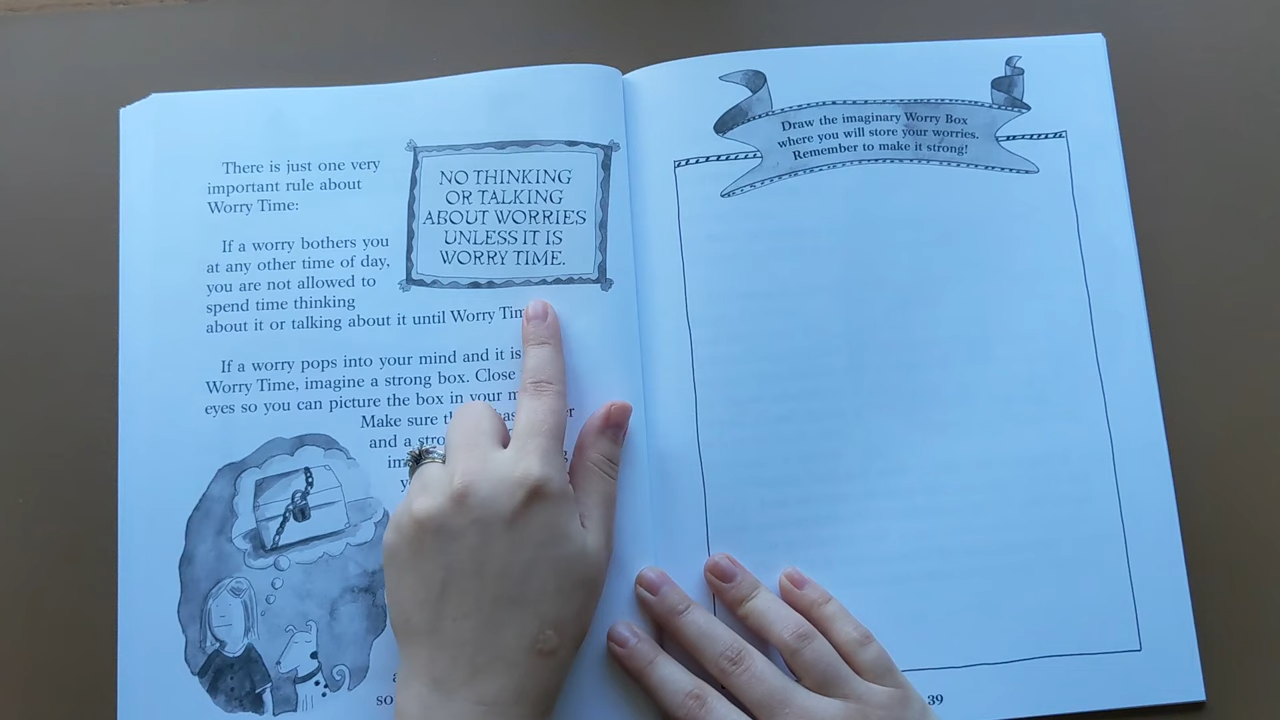 There is just one very
important rule about
Worry Time:
NO THINKING
OR TALKING
ABOUT WORRIES
UNLESS IT IS
WORRY TIME.
If a worry bothers you
at any other time of day,
you are not allowed to
spend time thinking
about it or talking about it until Worry
If a worry pops into your mind and it is
Worry Time, imagine a strong box. Close
eyes so you can picture the box in your
Make sure
and a
so
Draw the imaginary Worry Box
where you will store your worries.
Remember to make it strong!
39